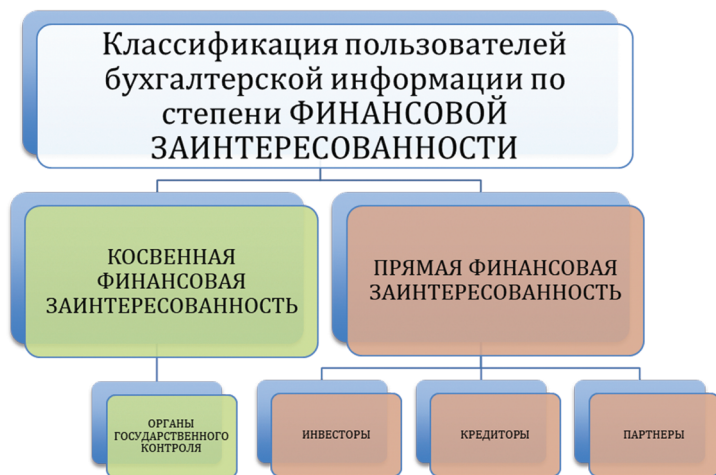 Классификация пользователей
бухгалтерской информации по
степени ФИНАНСОВОЙ
ЗАИНТЕРЕСОВАННОСТИ
КОСВЕННАЯ
ФИНАНСОВАЯ
ЗАИНТЕРЕСОВАННОСТЬ
ПРЯМАЯ ФИНАНСОВАЯ
ЗАИНТЕРЕСОВАННОСТЬ
ОРГАНЫ
ГОСУДАРСТВЕННОГО
КОНТРОЛЯ
ИНВЕСТОРЫ
КРЕДИТОРЫ
ПАРТНЕРЫ